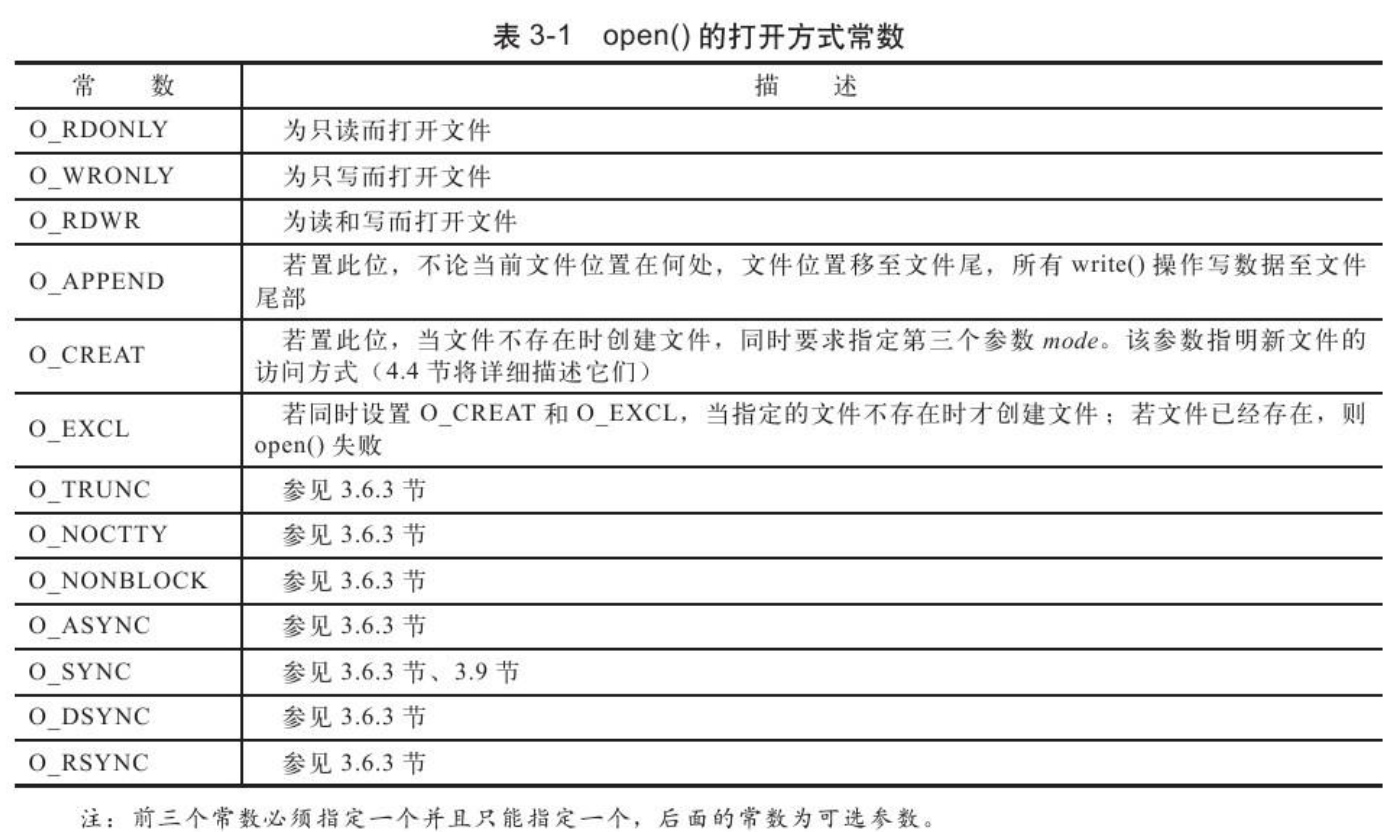 表 3-1 open() 的打开方式常数
常 数 描 述
O_RDONLY 为只读而打开文件
O_WRONLY 为只写而打开文件
O_RDWR 为读和写而打开文件
O_APPEND 若置此位，不论当前文件位置在何处，文件位置移至文件尾，所有 write() 操作写数据至文件
尾部
O_CREAT 若置此位，当文件不存在时创建文件，同时要求指定第三个参数 mode。该参数指明新文件的
访问方式（4.4 节将详细描述它们）
O_EXCL 若同时设置 O_CREAT 和 O_EXCL，当指定的文件不存在时才创建文件；若文件已经存在，则
open() 失败
O_TRUNC 参见 3.6.3 节
O_NOCTTY 参见 3.6.3 节
O_NONBLOCK 参见 3.6.3 节
O_ASYNC 参见 3.6.3 节
O_SYNC 参见 3.6.3 节、3.9 节
O_DSYNC 参见 3.6.3 节
O_RSYNC 参见 3.6.3 节
注：前三个常数必须指定一个并且只能指定一个，后面的常数为可选参数。